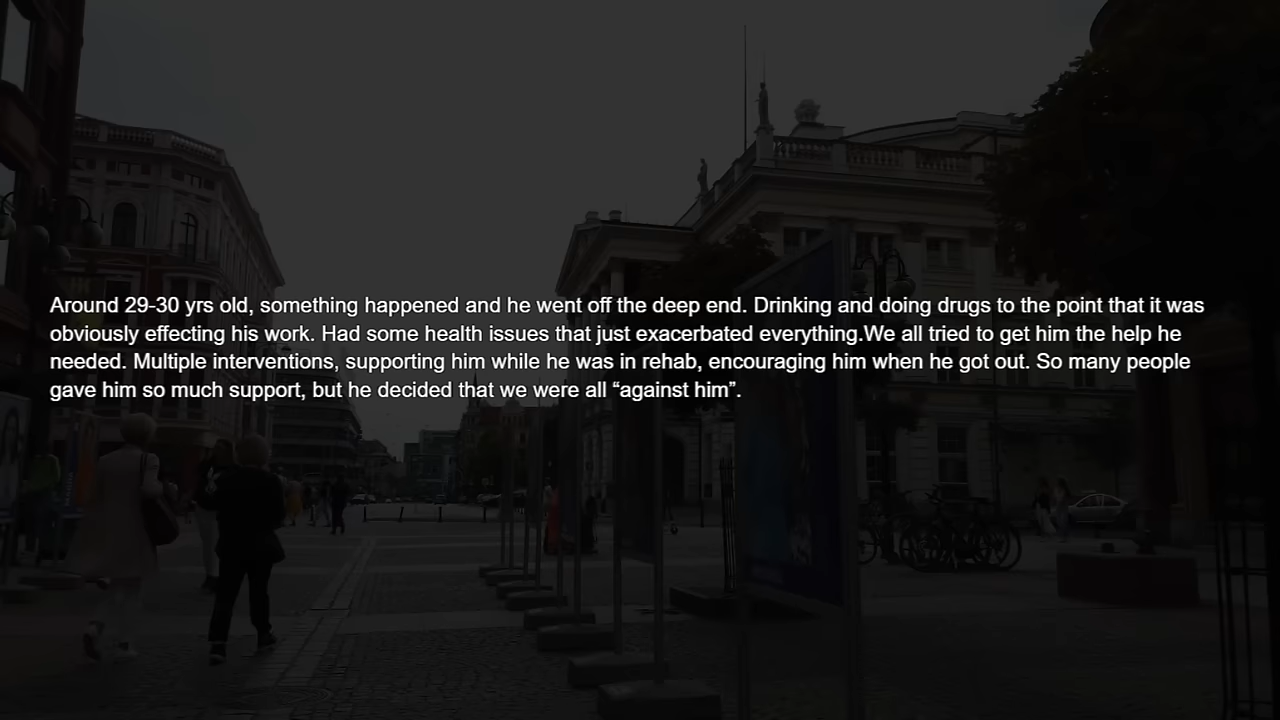 Around 29-30 yrs old, something happened and he went off the deep end. Drinking and doing drugs to the point that it was
obviously effecting his work. Had some health issues that just exacerbated everything.We all tried to get him the help he
needed. Multiple interventions, supporting him while he was in rehab, encouraging him when he got out. So many people
gave him so much support, but he decided that we were all “against him”.